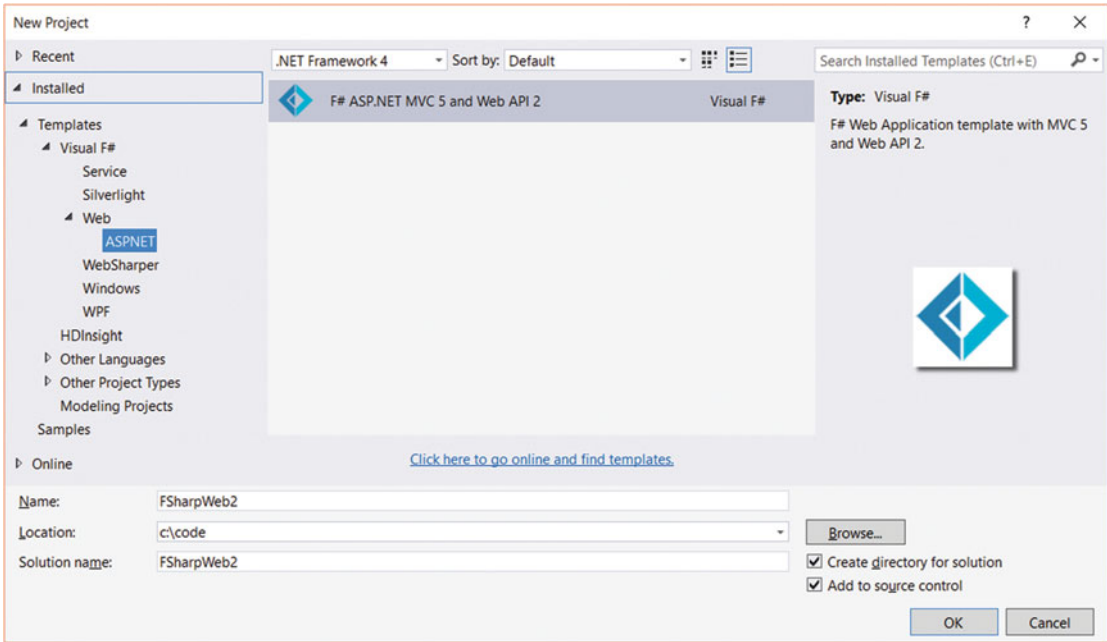 New Project ? ×
Recent
Installed
Templates
Visual F#
Service
Silverlight
Web
ASPNET
WebSharper
Windows
WPF
HDInsight
Other Languages
Other Project Types
Modeling Projects
Samples
Online
.NET Framework 4 Sort by: Default
F# ASP.NET MVC 5 and Web API 2 Visual F#
Click here to go online and find templates.
Search Installed Templates (Ctrl+E)
Type: Visual F#
F# Web Application template with MVC 5
and Web API 2.
Name: FSharpWeb2
Location: c:\code
Solution name: FSharpWeb2
Browse...
Create directory for solution
Add to source control
OK Cancel